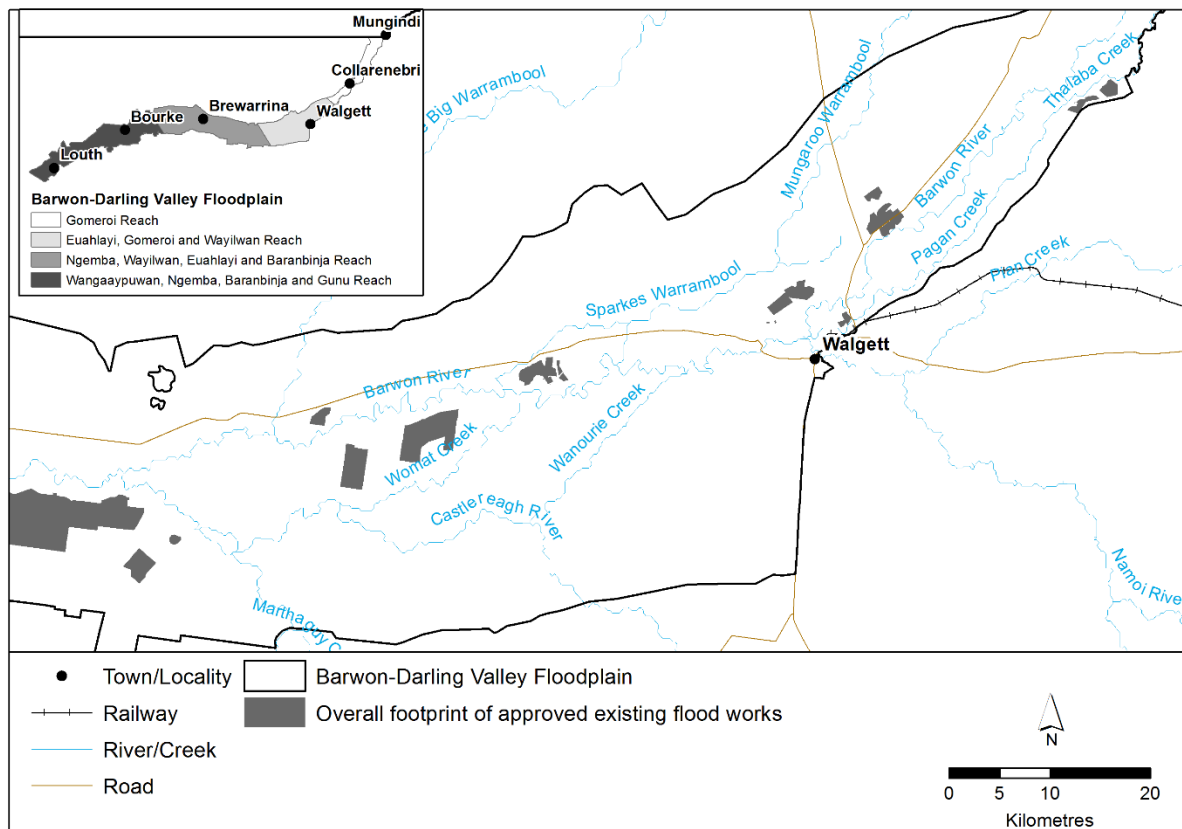 Mungindi
Collarenebri
Brewarrina
Walgett
Bourke
Louth
Barwon-Darling Valley Floodplain
Gomeroi Reach
Euahlayi, Gomeroi and Wayilwan Reach
Ngemba, Wayilwan, Euahlayi and Baranbinja Reach
Wangaaypuwan, Ngemba, Baranbinja and Gunu Reach
Big Warrambool
Mungaroo Warrambool
Thalaba Creek
Barwon River
Pagan Creek
Pian Creek
Sparkes Warrambool
Walgett
Barwon River
Wanourie Creek
Womat Creek
Castlereagh River
Namoi River
Marthaguy C
Town/Locality
Railway
River/Creek
Road
Barwon-Darling Valley Floodplain
Overall footprint of approved existing flood works
N
0 5 10 20
Kilometres